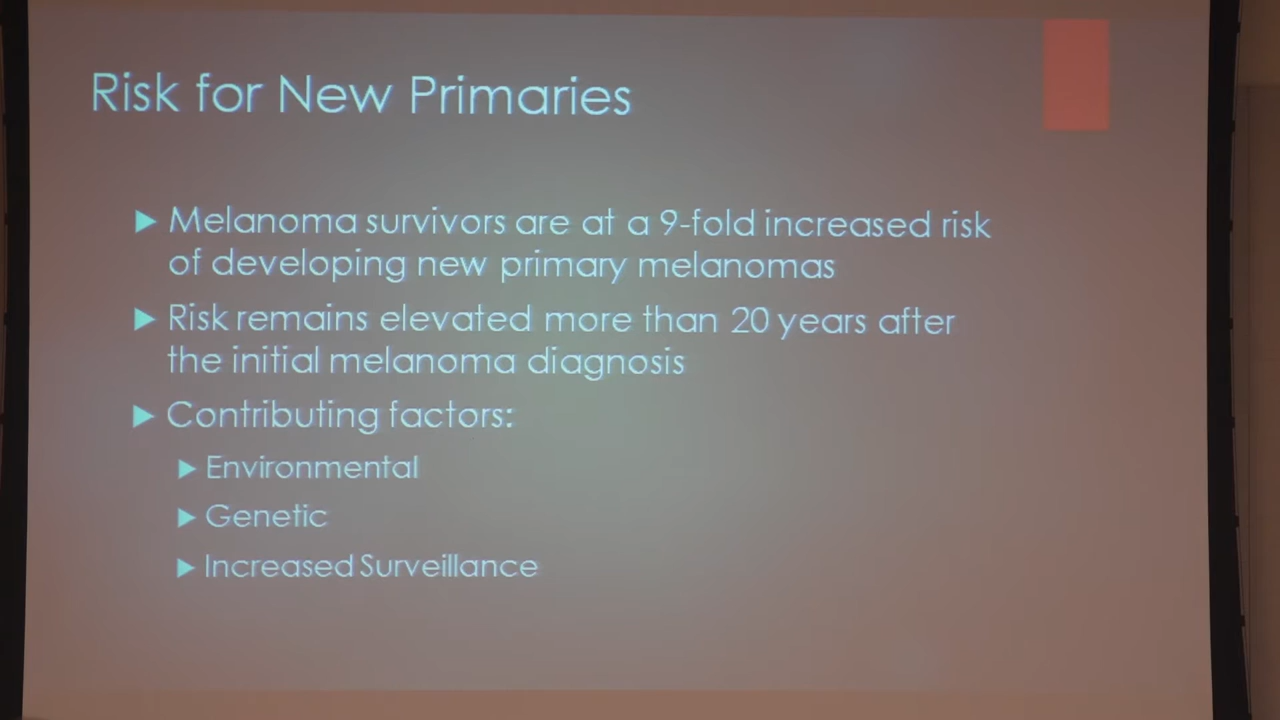 Risk for New Primaries
Melanoma survivors are at a 9-fold increased risk
of developing new primary melanomas
Risk remains elevated more than 20 years after
the initial melanoma diagnosis
Contributing factors:
Environmental
Genetic
Increased Surveillance